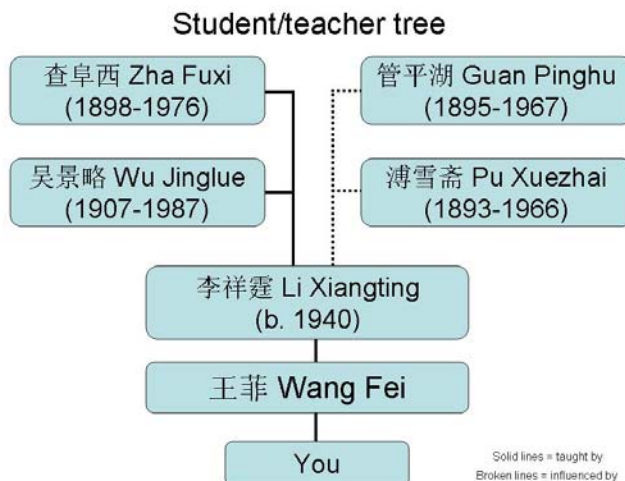 Student/teacher tree
查阜西 Zha Fuxi
(1898-1976)
管平湖 Guan Pinghu
(1895-1967)
吴景略 Wu Jinglue
(1907-1987)
溥雪斋 Pu Xuezhai
(1893-1966)
李祥霆 Li Xiangting
(b. 1940)
王菲 Wang Fei
You
Solid lines = taught by
Broken lines = influenced by